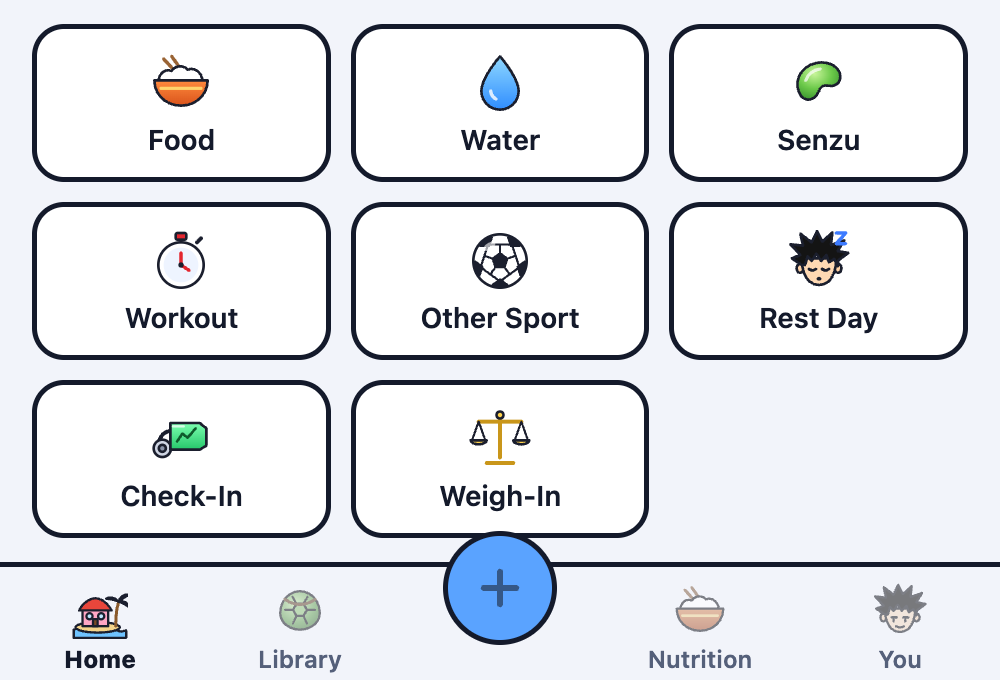 Food
Water
Senzu
Workout
Other Sport
Z
Rest Day
Check-In
Weigh-In
Home
Library
Nutrition
You